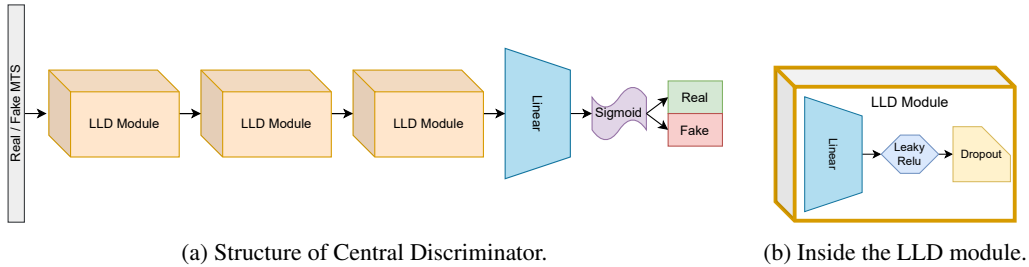 Real / Fake MTS
LLD Module
LLD Module
LLD Module
Linear
Sigmoid
Real
Fake
(a) Structure of Central Discriminator.
LLD Module
Linear
Leaky
Relu
Dropout
(b) Inside the LLD module.